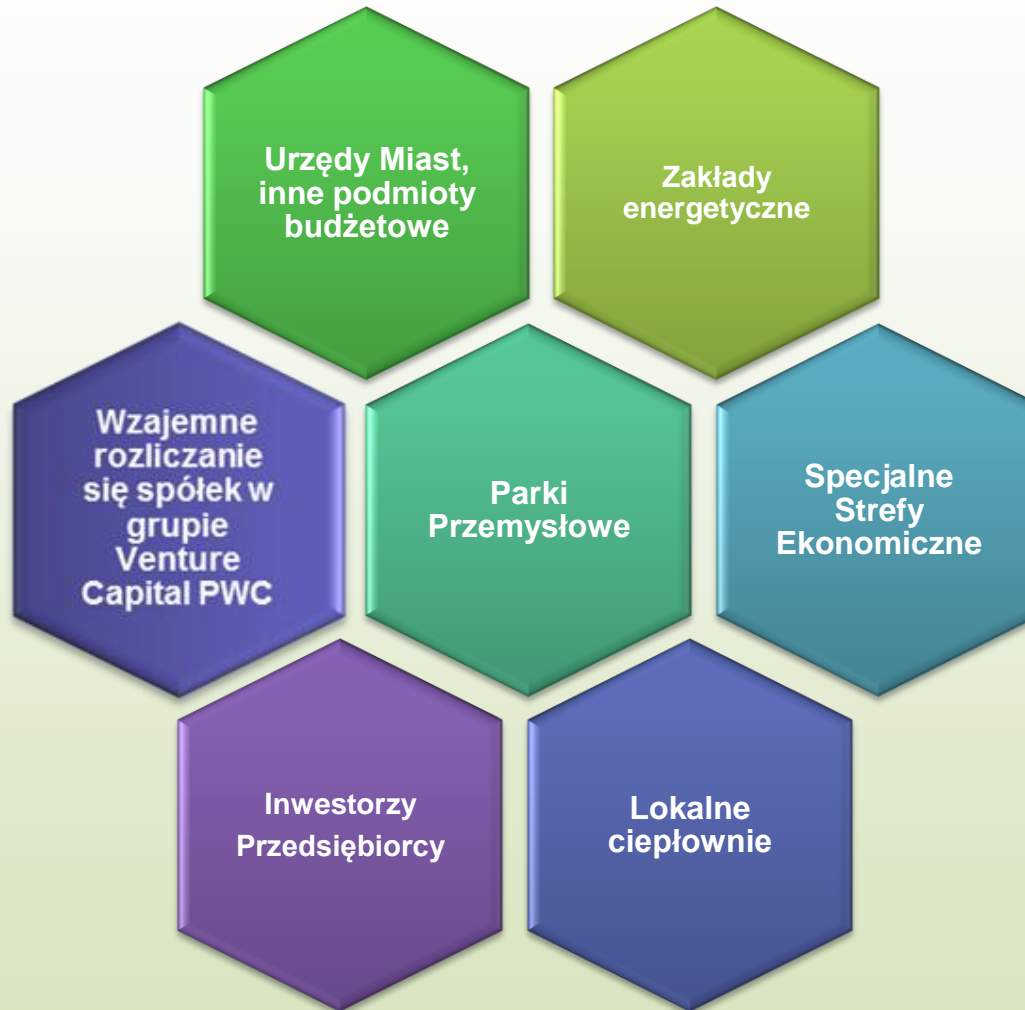 Urzędy Miast,
inne podmioty
budżetowe
Zakłady
energetyczne
Wzajemne
rozliczanie
się spółek w
grupie
Venture
Capital PWC
Parki
Przemysłowe
Specjalne
Strefy
Ekonomiczne
Inwestorzy
Przedsiębiorcy
Lokalne
ciepłownie